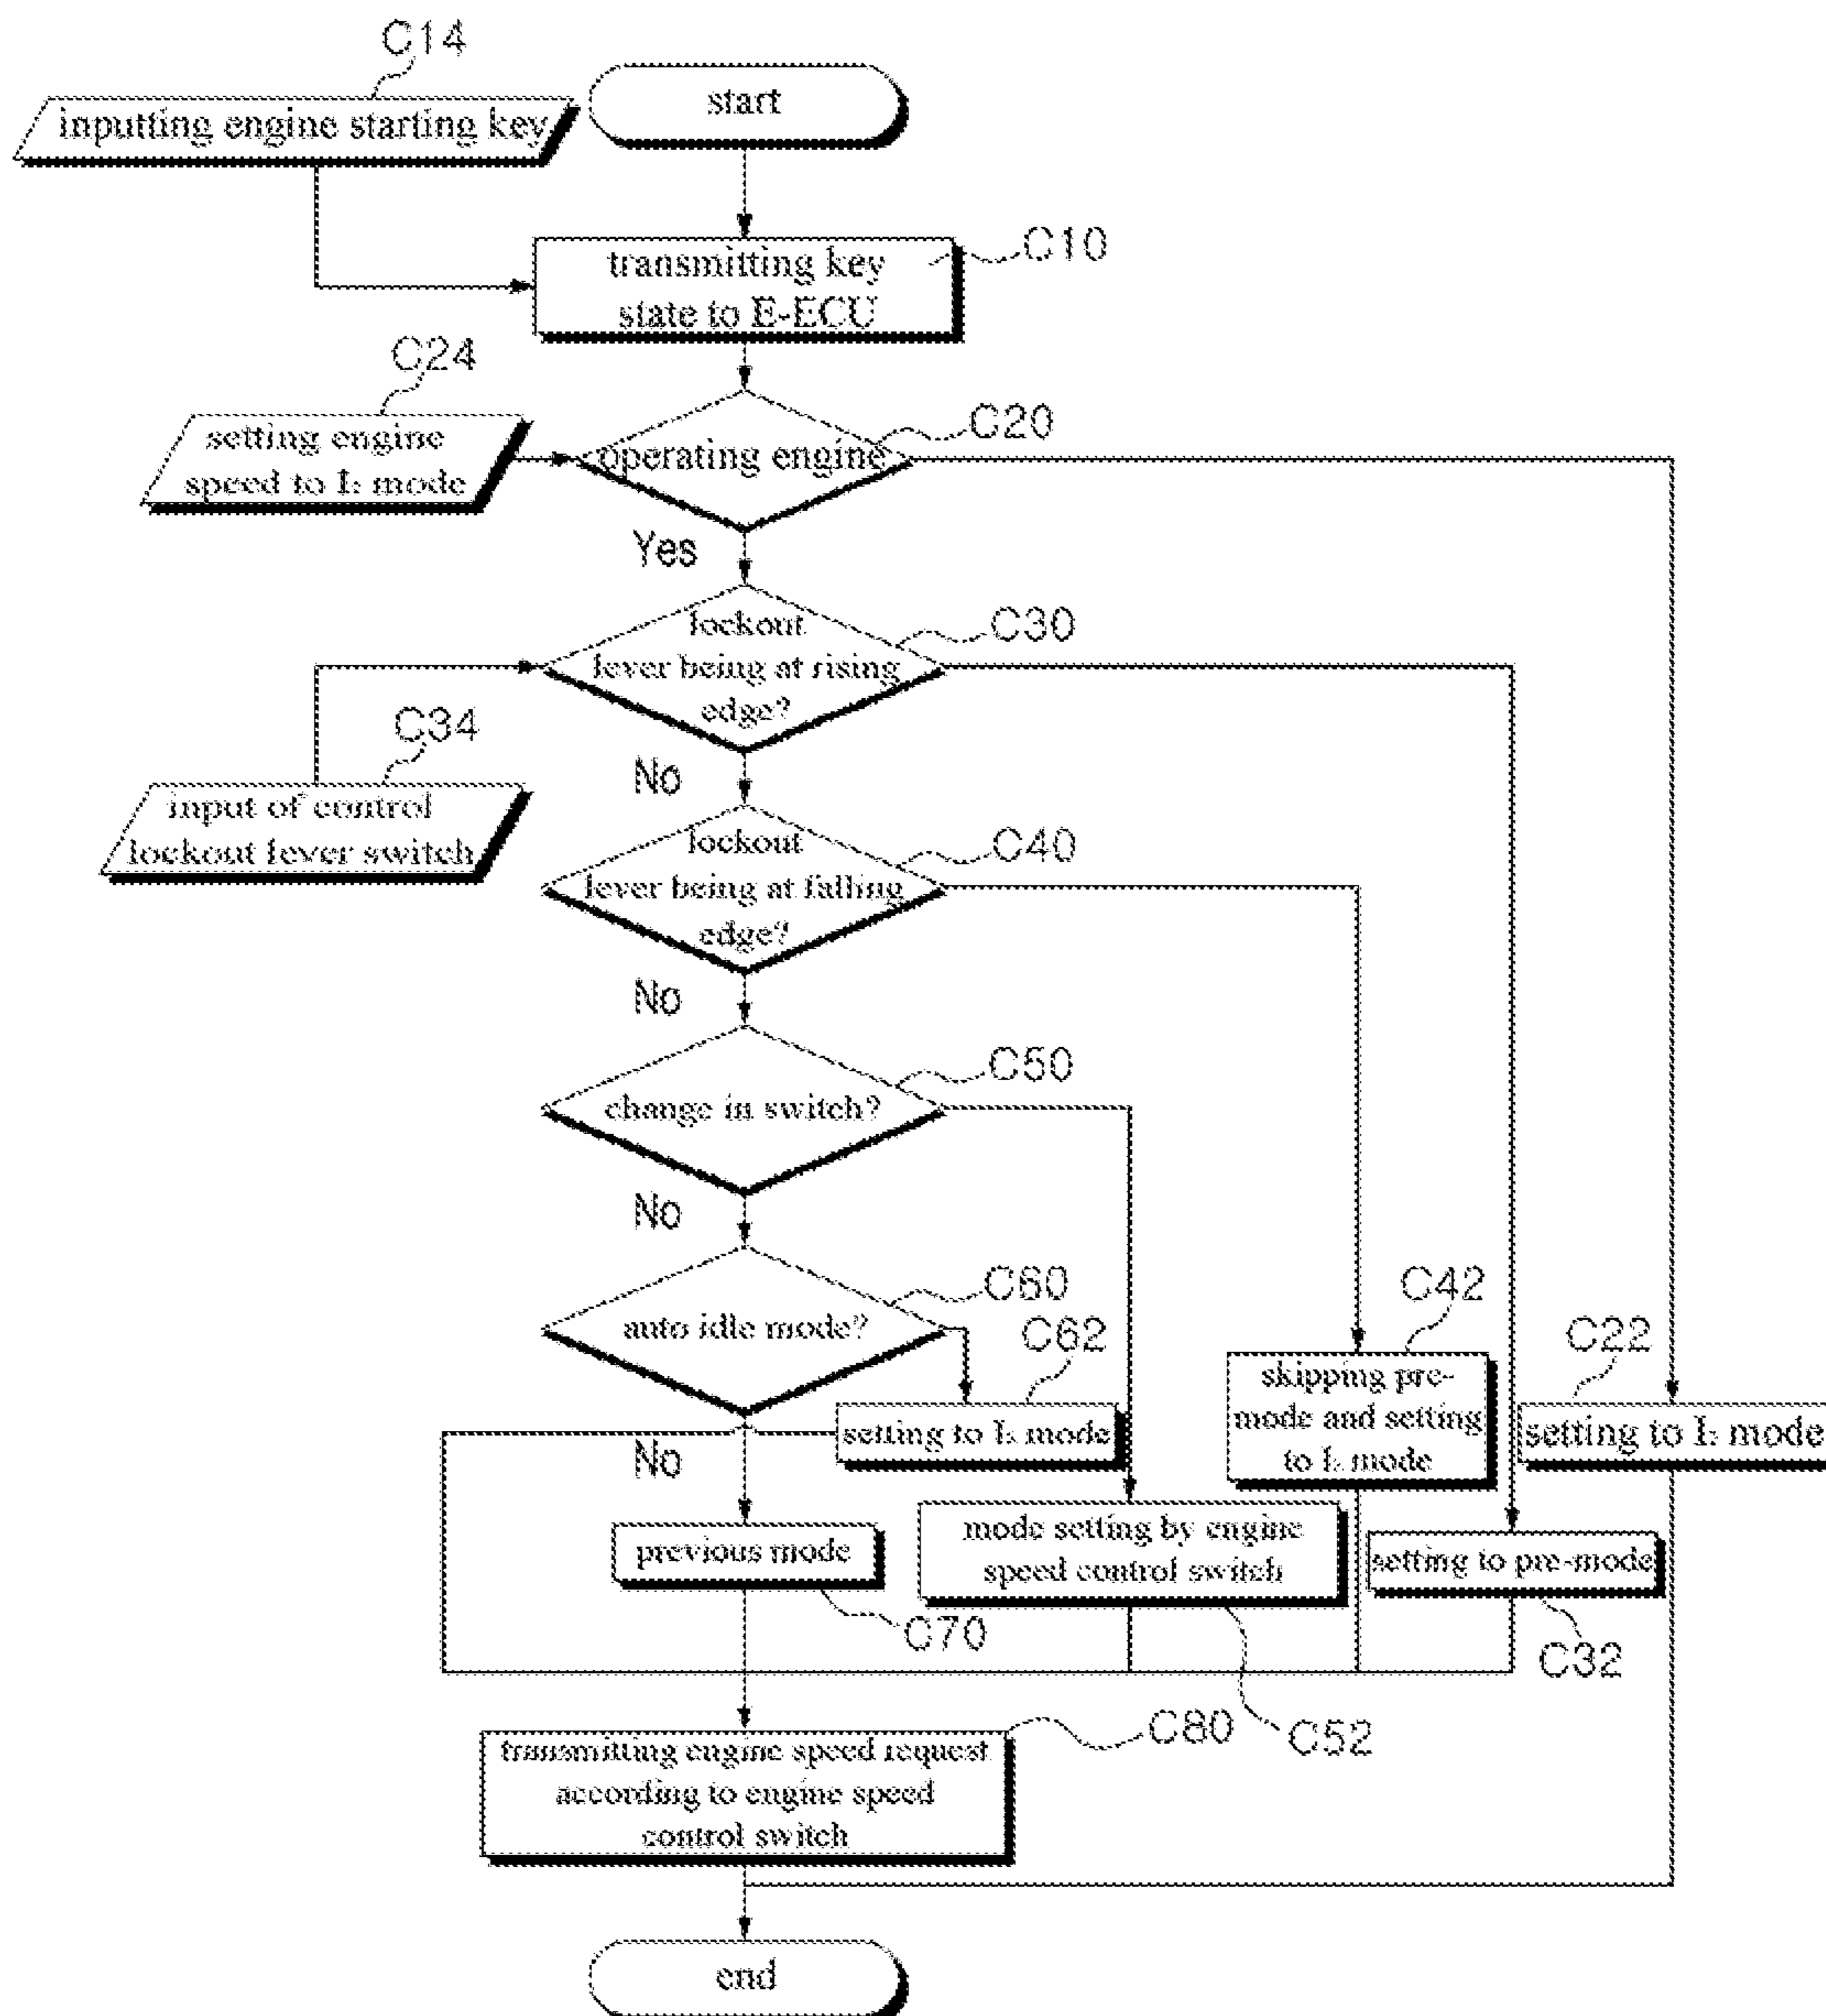 C14
start
inputting engine starting key
C10
transmitting key
state to E-ECU
C24
setting engine
speed to mode
C20
operating engine
Yes
C30
lockout
lever being at rising
edge?
C34
input of control
lockout lever switch
No
C40
lockout
lever being at falling
edge?
No
C50
change in switch?
No
C60
auto idle mode?
C62
setting to mode
C42
skipping pre-
mode and setting
to mode
C22
setting to mode
No
previous mode
C70
mode setting by engine
speed control switch
C52
setting to pre-mode
C32
C80
transmitting engine speed request
according to engine speed
control switch
end